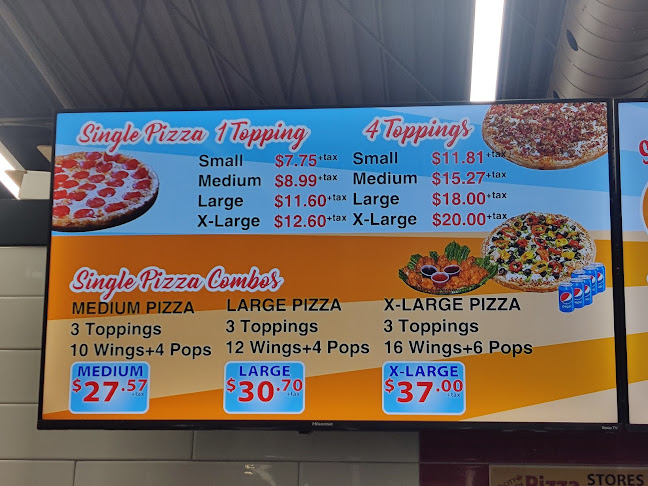 Single Pizza 1 Topping
Small $7.75+tax
Medium $8.99+tax
Large $11.60+tax
X-Large $12.60+tax
4 Toppings
Small $11.81+tax
Medium $15.27+tax
Large $18.00+tax
X-Large $20.00+tax
Single Pizza Combos
MEDIUM PIZZA
3 Toppings
10 Wings+4 Pops
MEDIUM
$27.57
+tax
LARGE PIZZA
3 Toppings
12 Wings+4 Pops
LARGE
$30.70
+tax
X-LARGE PIZZA
3 Toppings
16 Wings+6 Pops
X-LARGE
$37.00
+tax
Hisense
Roku TV
Pizza STORES